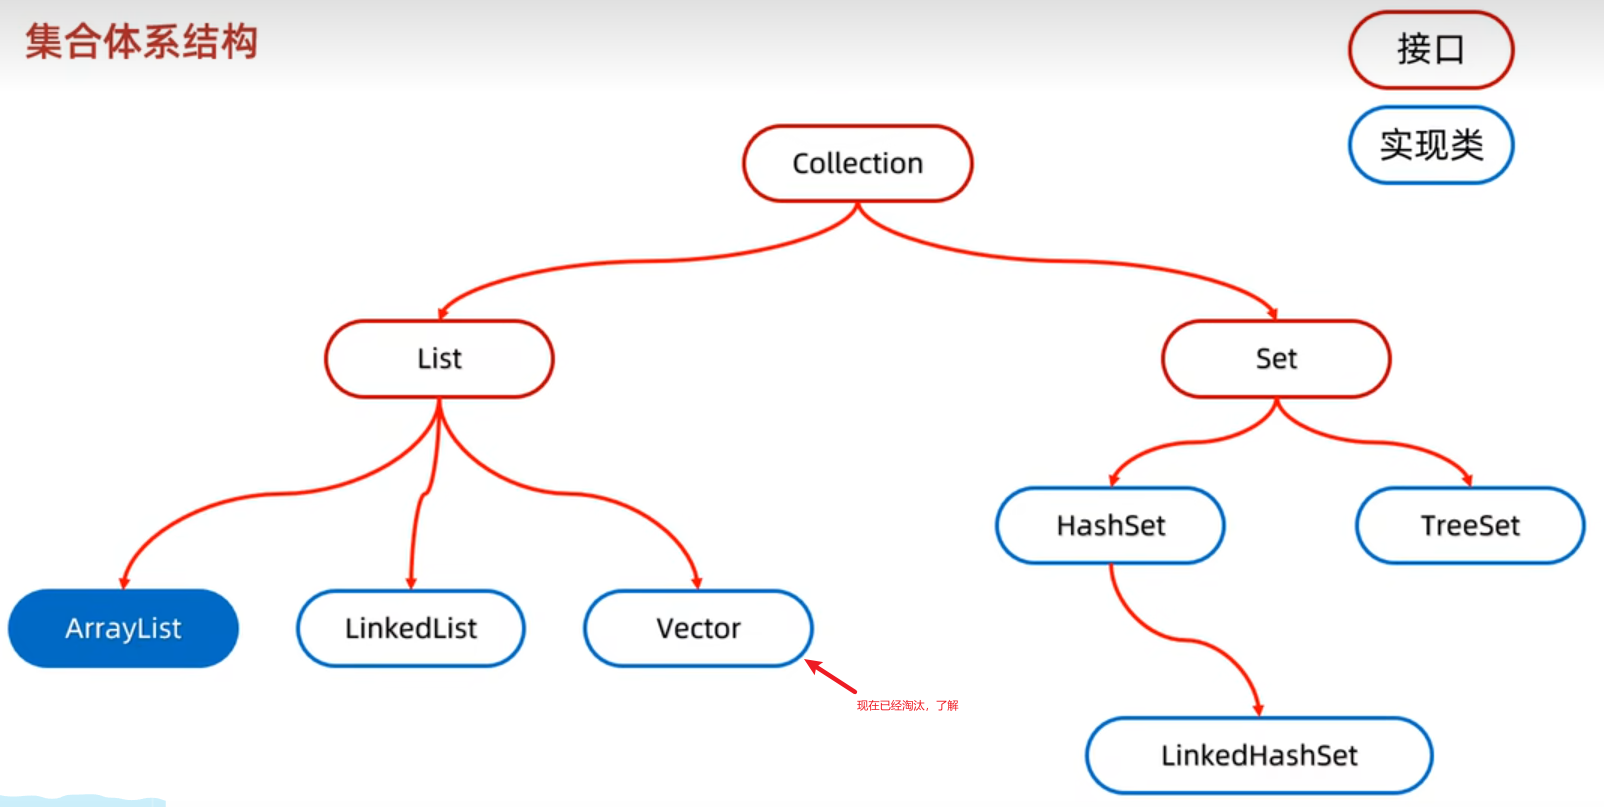 集合体系结构
接口
实现类
Collection
List
Set
HashSet
TreeSet
ArrayList
LinkedList
Vector
现在已经淘汰，了解
LinkedHashSet